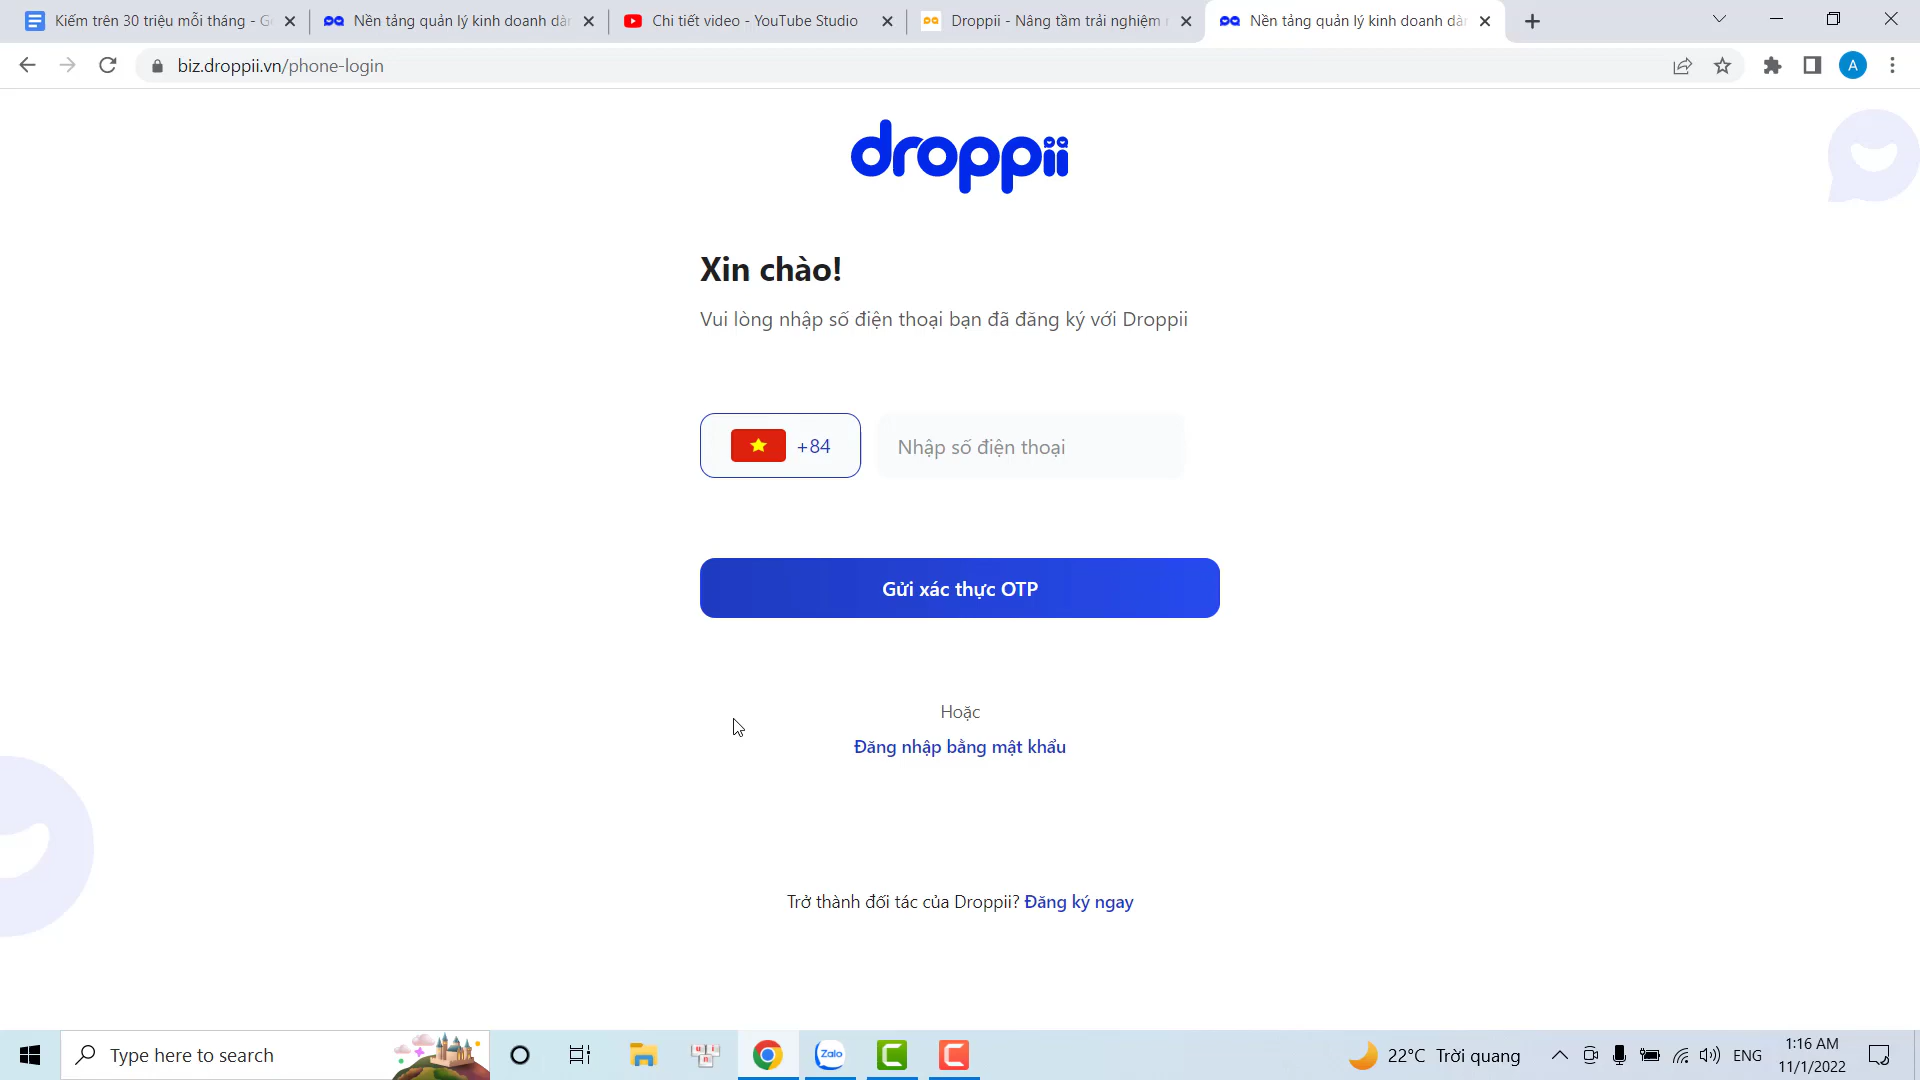 Kiếm trên 30 triệu mỗi tháng - G
Nền tảng quản lý kinh doanh dà
Chi tiết video - YouTube Studio
Droppii - Nâng tầm trải nghiệm
Nền tảng quản lý kinh doanh dà
biz.droppii.vn/phone-login
A
droppii
Xin chào!
Vui lòng nhập số điện thoại bạn đã đăng ký với Droppii
+84
Nhập số điện thoại
Gửi xác thực OTP
Hoặc
Đăng nhập bằng mật khẩu
Trở thành đối tác của Droppii? Đăng ký ngay
Type here to search
Zalo
22°C Trời quang
ENG
1:16 AM
11/1/2022